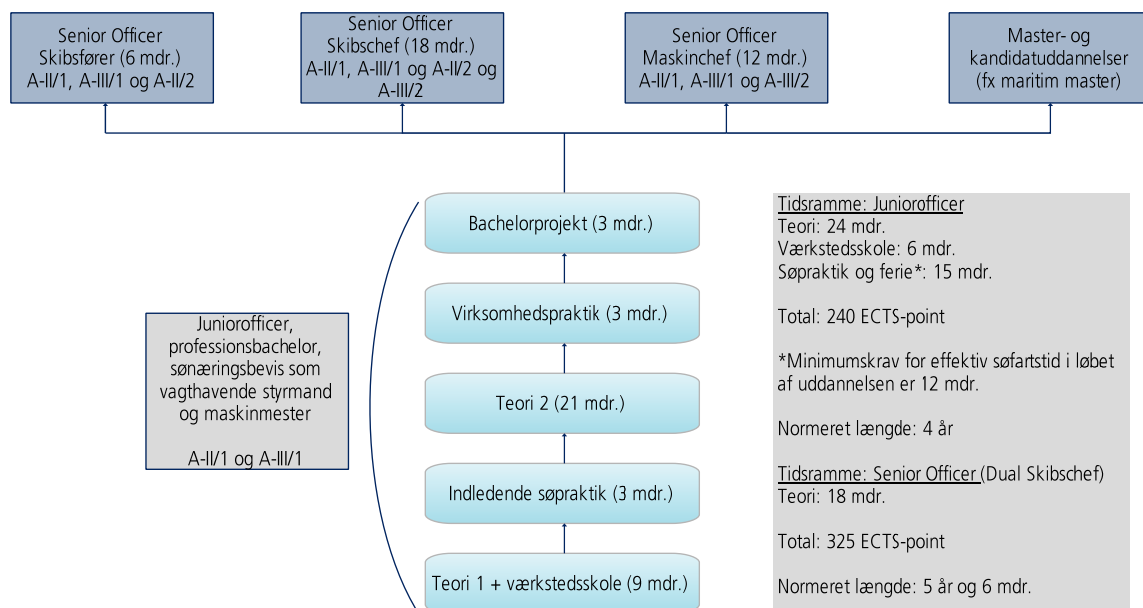 Senior Officer
Skibsfører (6 mdr.)
A-II/1, A-III/1 og A-II/2
Senior Officer
Skibschef (18 mdr.)
A-II/1, A-III/1 og A-II/2 og
A-III/2
Senior Officer
Maskinchef (12 mdr.)
A-II/1, A-III/1 og A-III/2
Master- og
kandidatuddannelser
(fx maritim master)
Bachelorprojekt (3 mdr.)
Virksomhedspraktik (3 mdr.)
Teori 2 (21 mdr.)
Indledende søpraktik (3 mdr.)
Teori 1 + værkstedsskole (9 mdr.)
Juniorofficer,
professionsbachelor,
sønæringsbevis som
vagthavende styrmand
og maskinmester
A-II/1 og A-III/1
Tidsramme: Juniorofficer
Teori: 24 mdr.
Værkstedsskole: 6 mdr.
Søpraktik og ferie*: 15 mdr.
Total: 240 ECTS-point
*Minimumskrav for effektiv søfartstid i løbet
af uddannelsen er 12 mdr.
Normeret længde: 4 år
Tidsramme: Senior Officer (Dual Skibschef)
Teori: 18 mdr.
Total: 325 ECTS-point
Normeret længde: 5 år og 6 mdr.